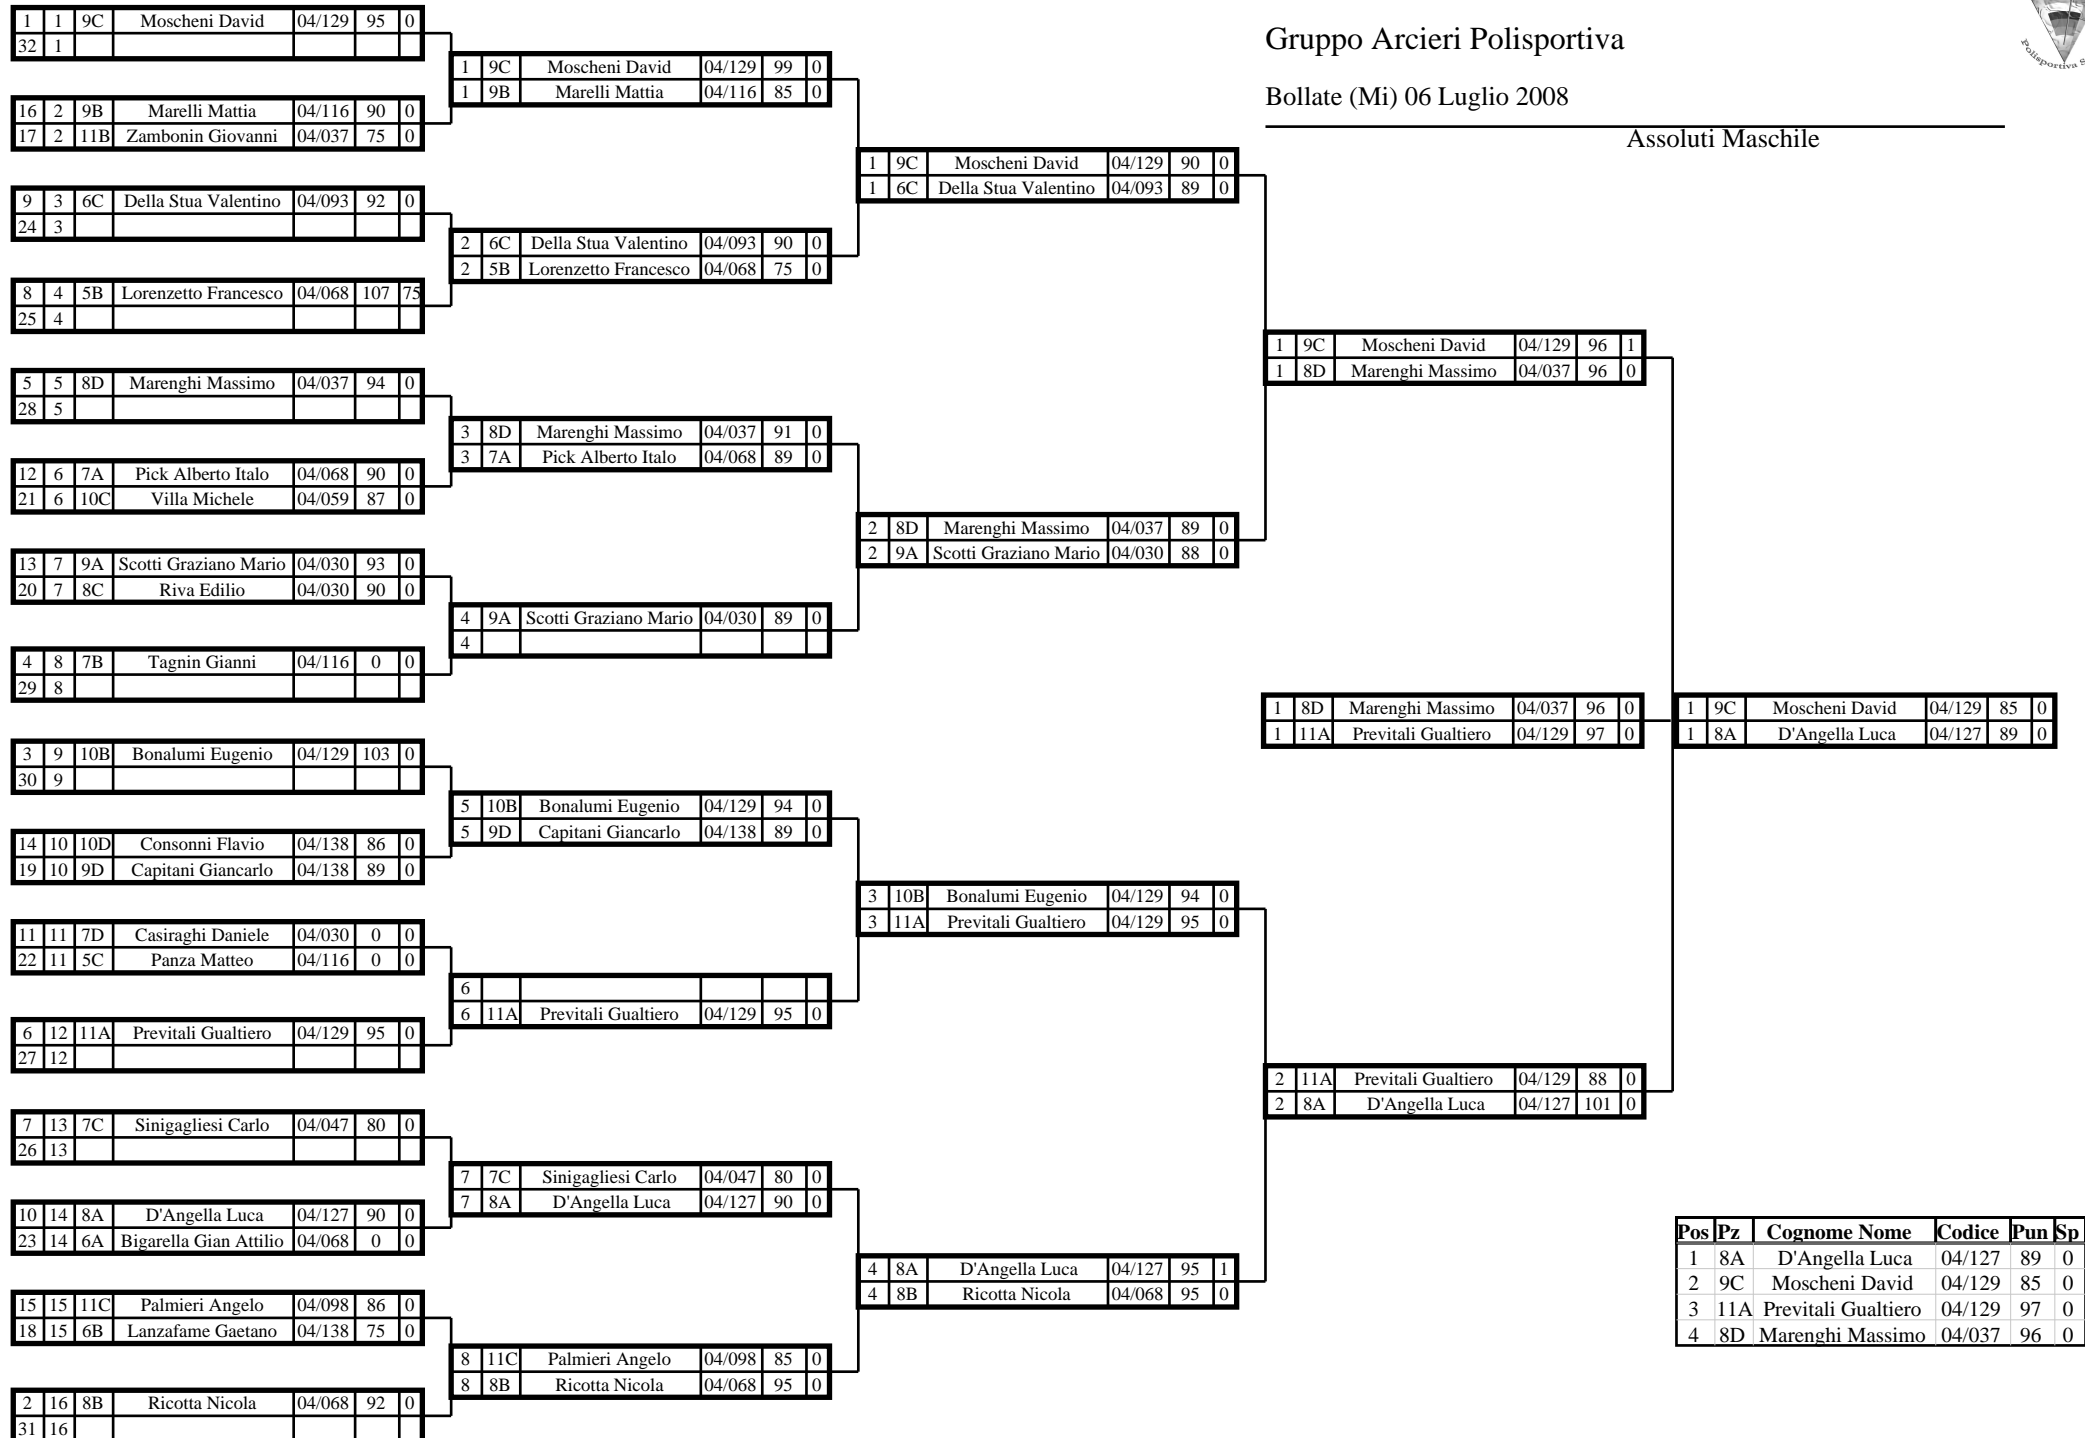 Gruppo Arcieri Polisportiva
Bollate (Mi) 06 Luglio 2008
Assoluti Maschile
1 1 9C Moscheni David 04/129 95 0
32 1
16 2 9B Marelli Mattia 04/116 90 0
17 2 11B Zambonin Giovanni 04/037 75 0
9 3 6C Della Stua Valentino 04/093 92 0
24 3
8 4 5B Lorenzetto Francesco 04/068 107 75
25 4
5 5 8D Marenghi Massimo 04/037 94 0
28 5
12 6 7A Pick Alberto Italo 04/068 90 0
21 6 10C Villa Michele 04/059 87 0
13 7 9A Scotti Graziano Mario 04/030 93 0
20 7 8C Riva Edilio 04/030 90 0
4 8 7B Tagnin Gianni 04/116 0 0
29 8
3 9 10B Bonalumi Eugenio 04/129 103 0
30 9
14 10 10D Consonni Flavio 04/138 86 0
19 10 9D Capitani Giancarlo 04/138 89 0
11 11 7D Casiraghi Daniele 04/030 0 0
22 11 5C Panza Matteo 04/116 0 0
6 12 11A Previtali Gualtiero 04/129 95 0
27 12
7 13 7C Sinigagliesi Carlo 04/047 80 0
26 13
10 14 8A D'Angella Luca 04/127 90 0
23 14 6A Bigarella Gian Attilio 04/068 0 0
15 15 11C Palmieri Angelo 04/098 86 0
18 15 6B Lanzafame Gaetano 04/138 75 0
2 16 8B Ricotta Nicola 04/068 92 0
31 16
1 9C Moscheni David 04/129 99 0
1 9B Marelli Mattia 04/116 85 0
2 6C Della Stua Valentino 04/093 90 0
2 5B Lorenzetto Francesco 04/068 75 0
3 8D Marenghi Massimo 04/037 91 0
3 7A Pick Alberto Italo 04/068 89 0
4 9A Scotti Graziano Mario 04/030 89 0
4
5 10B Bonalumi Eugenio 04/129 94 0
5 9D Capitani Giancarlo 04/138 89 0
6
6 11A Previtali Gualtiero 04/129 95 0
7 7C Sinigagliesi Carlo 04/047 80 0
7 8A D'Angella Luca 04/127 90 0
8 11C Palmieri Angelo 04/098 85 0
8 8B Ricotta Nicola 04/068 95 0
1 9C Moscheni David 04/129 90 0
1 6C Della Stua Valentino 04/093 89 0
2 8D Marenghi Massimo 04/037 89 0
2 9A Scotti Graziano Mario 04/030 88 0
3 10B Bonalumi Eugenio 04/129 94 0
3 11A Previtali Gualtiero 04/129 95 0
4 8A D'Angella Luca 04/127 95 1
4 8B Ricotta Nicola 04/068 95 0
1 9C Moscheni David 04/129 96 1
1 8D Marenghi Massimo 04/037 96 0
1 8D Marenghi Massimo 04/037 96 0
1 11A Previtali Gualtiero 04/129 97 0
2 11A Previtali Gualtiero 04/129 88 0
2 8A D'Angella Luca 04/127 101 0
1 9C Moscheni David 04/129 85 0
1 8A D'Angella Luca 04/127 89 0
Pos Pz Cognome Nome Codice Pun Sp
1 8A D'Angella Luca 04/127 89 0
2 9C Moscheni David 04/129 85 0
3 11A Previtali Gualtiero 04/129 97 0
4 8D Marenghi Massimo 04/037 96 0
Polisportiva S